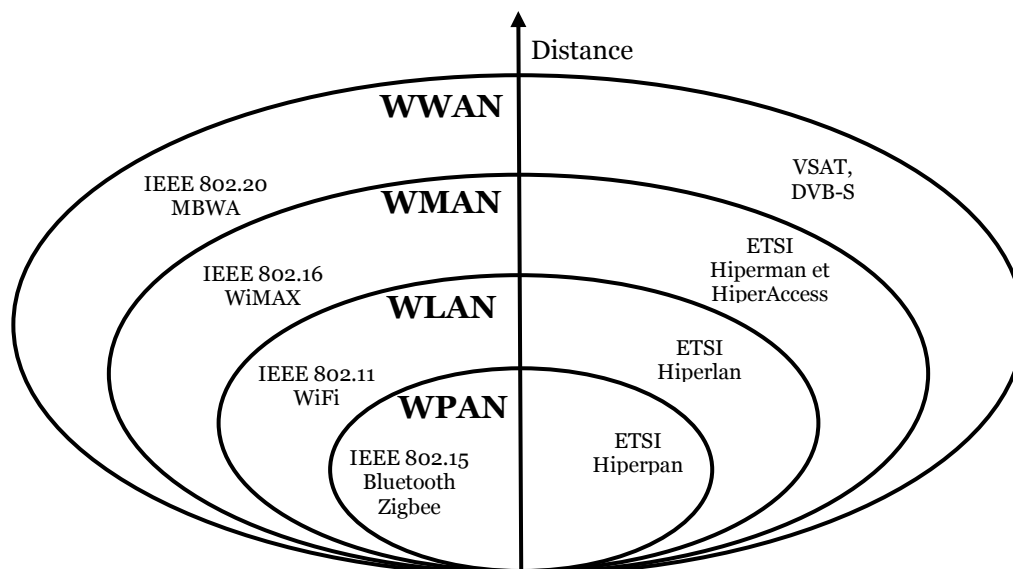 Distance
WWAN
IEEE 802.20
MBWA
VSAT,
DVB-S
WMAN
IEEE 802.16
WiMAX
ETSI
Hiperman et
HiperAccess
WLAN
IEEE 802.11
WiFi
ETSI
Hiperlan
WPAN
IEEE 802.15
Bluetooth
Zigbee
ETSI
Hiperpan